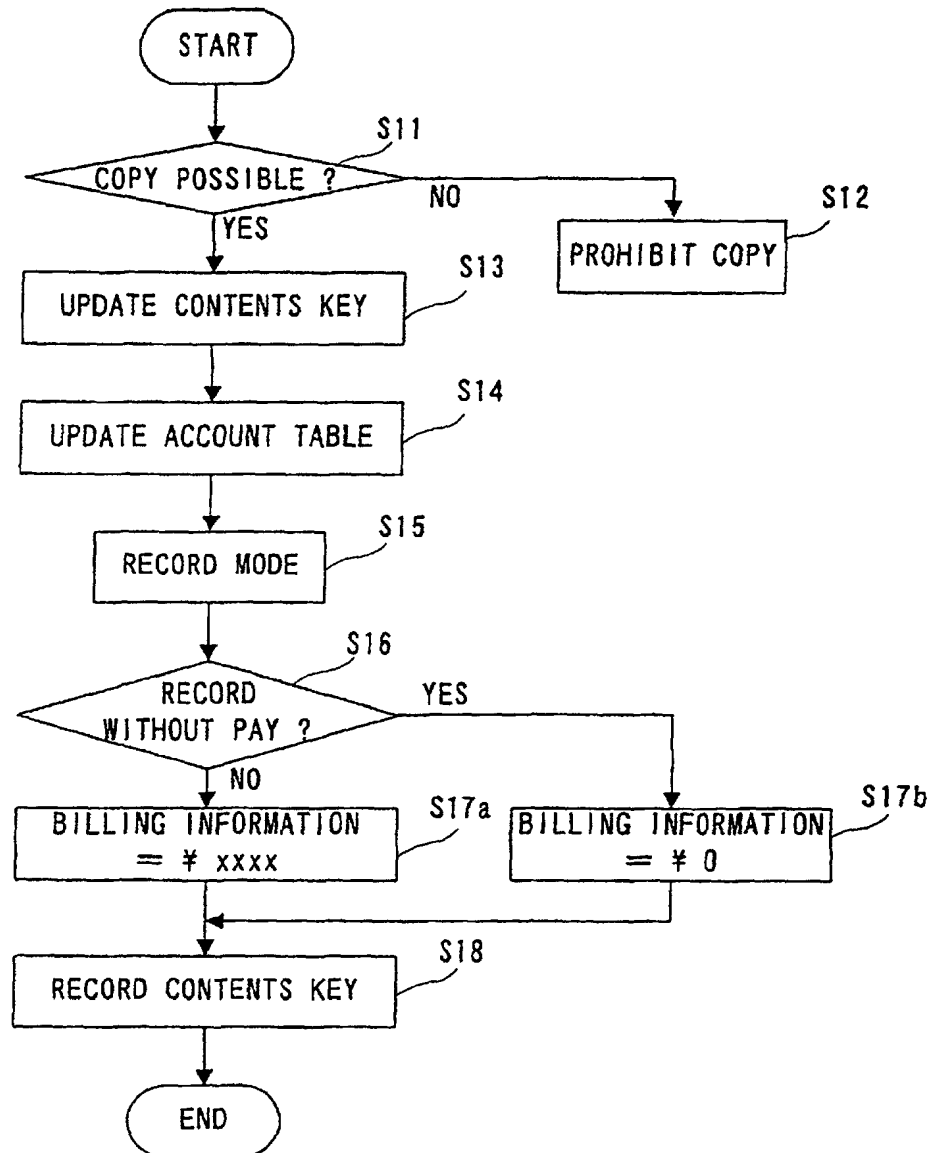 START
S11
COPY POSSIBLE ?
NO
YES
S12
PROHIBIT COPY
S13
UPDATE CONTENTS KEY
S14
UPDATE ACCOUNT TABLE
S15
RECORD MODE
S16
RECORD
WITHOUT PAY ?
YES
NO
S17a
BILLING INFORMATION
= ¥ xxxx
S17b
BILLING INFORMATION
= ¥ 0
S18
RECORD CONTENTS KEY
END